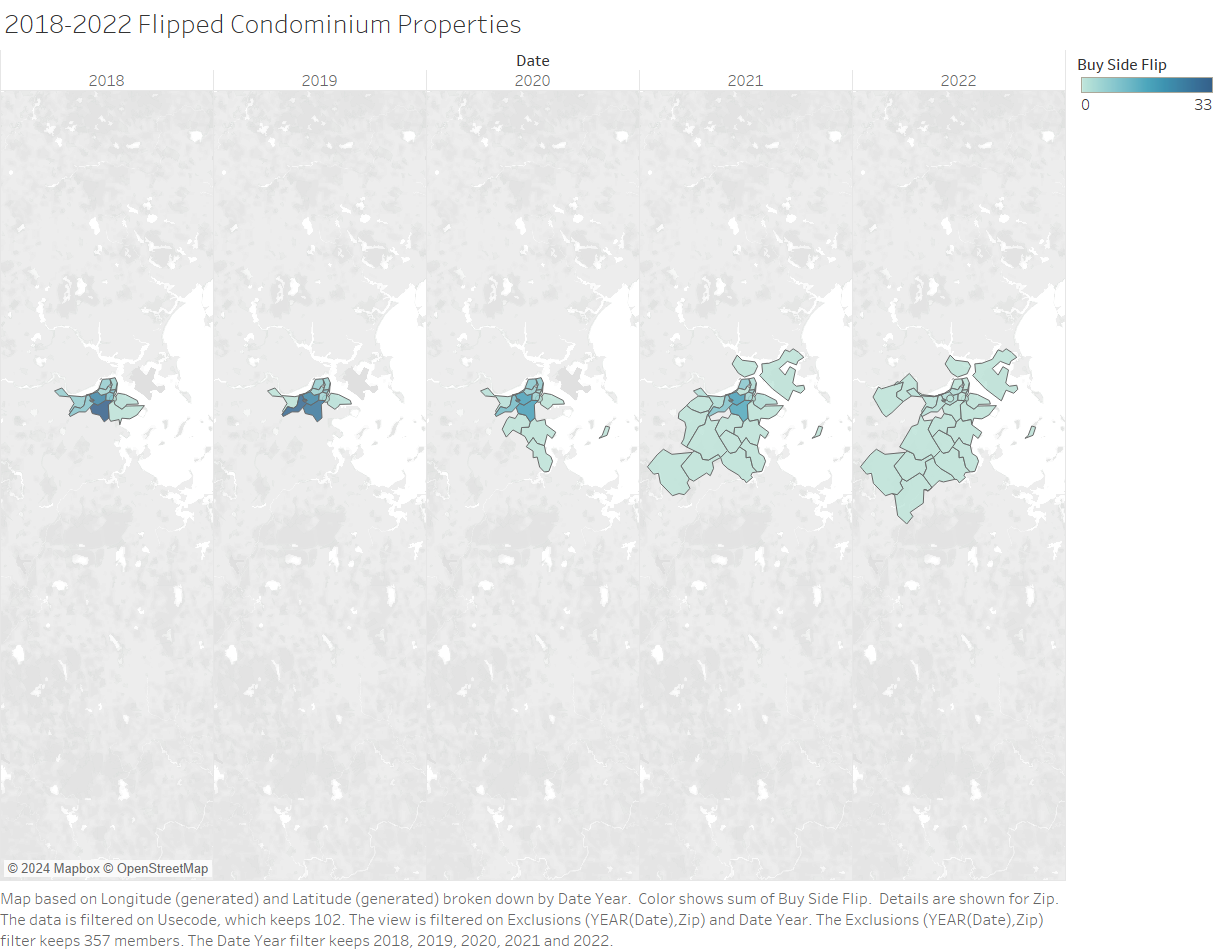 2018-2022 Flipped Condominium Properties
Date
2018 2019 2020 2021 2022
Buy Side Flip
0 33
© 2024 Mapbox © OpenStreetMap
Map based on Longitude (generated) and Latitude (generated) broken down by Date Year.  Color shows sum of Buy Side Flip.  Details are shown for Zip.
The data is filtered on Usecode, which keeps 102. The view is filtered on Exclusions (YEAR(Date),Zip) and Date Year. The Exclusions (YEAR(Date),Zip)
filter keeps 357 members. The Date Year filter keeps 2018, 2019, 2020, 2021 and 2022.